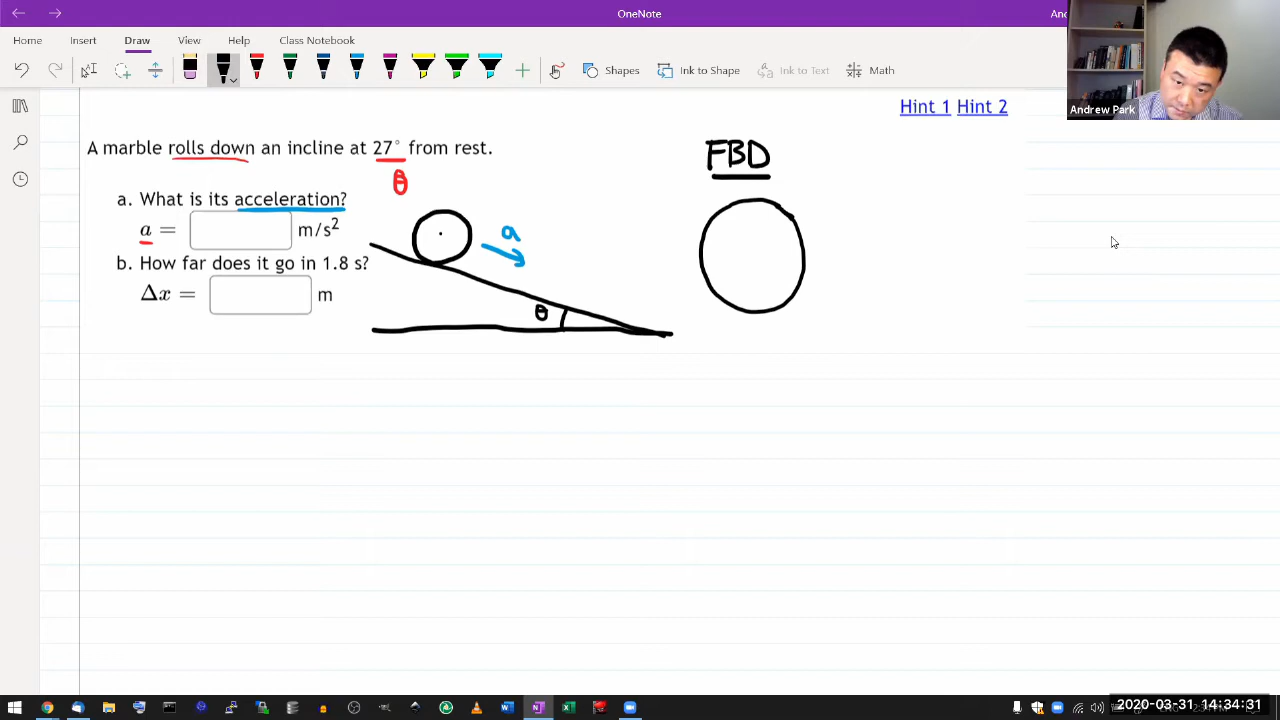 OneNote
An
Home Insert Draw View Help Class Notebook
Shapes Ink to Shape Ink to Text Math
Andrew Park
Hint 1 Hint 2
A marble rolls down an incline at 27° from rest.
θ
FBD
a. What is its acceleration?
a = m/s²
a
b. How far does it go in 1.8 s?
Δx = m
θ
2020-03-31 14:34:31